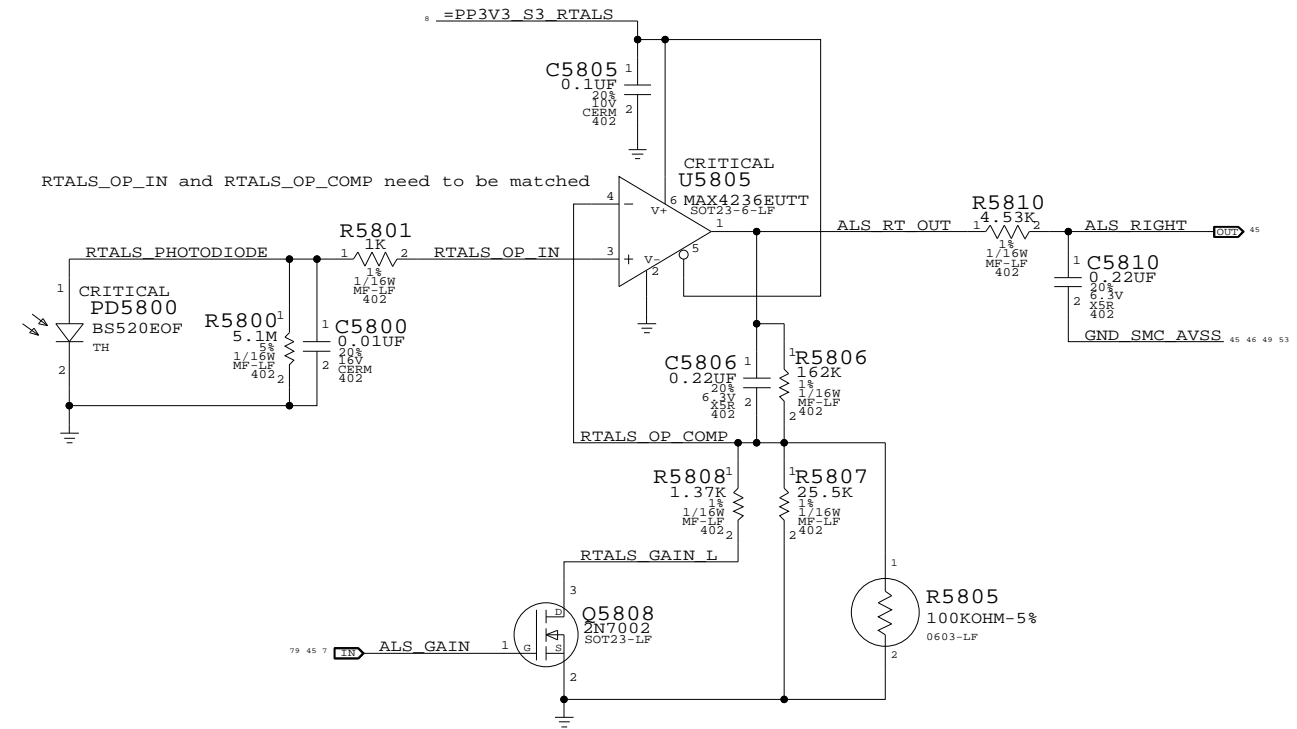 8 =PP3V3_S3_RTALS
C5805 1
0.1UF
20%
10V
CERM 2
402
RTALS_OP_IN and RTALS_OP_COMP need to be matched
CRITICAL
U5805
MAX4236EUTT
SOT23-6-LF
4 − V+ 6
3 + V- 2
1
5
R5801
1K
1 2
1%
1/16W
MF-LF
402
RTALS_PHOTODIODE
RTALS_OP_IN
ALS_RT_OUT
R5810
4.53K
1 2
1%
1/16W
MF-LF
402
ALS_RIGHT
OUT 45
1 C5810
0.22UF
20%
6.3V
2 X5R
402
GND_SMC_AVSS 45 46 49 53
1
CRITICAL
PD5800
BS520EOF
TH
2
R5800 1
5.1M
5%
1/16W
MF-LF
402 2
1 C5800
0.01UF
20%
16V
2 CERM
402
C5806 1
0.22UF
20%
6.3V
X5R 2
402
1 R5806
162K
1%
1/16W
MF-LF
2 402
RTALS_OP_COMP
R5808 1
1.37K
1%
1/16W
MF-LF
402 2
1 R5807
25.5K
1%
1/16W
MF-LF
2 402
RTALS_GAIN_L
3
D
Q5808
2N7002
SOT23-LF
G S
2
79 45 7 IN ALS_GAIN 1
1
R5805
100KOHM-5%
0603-LF
2